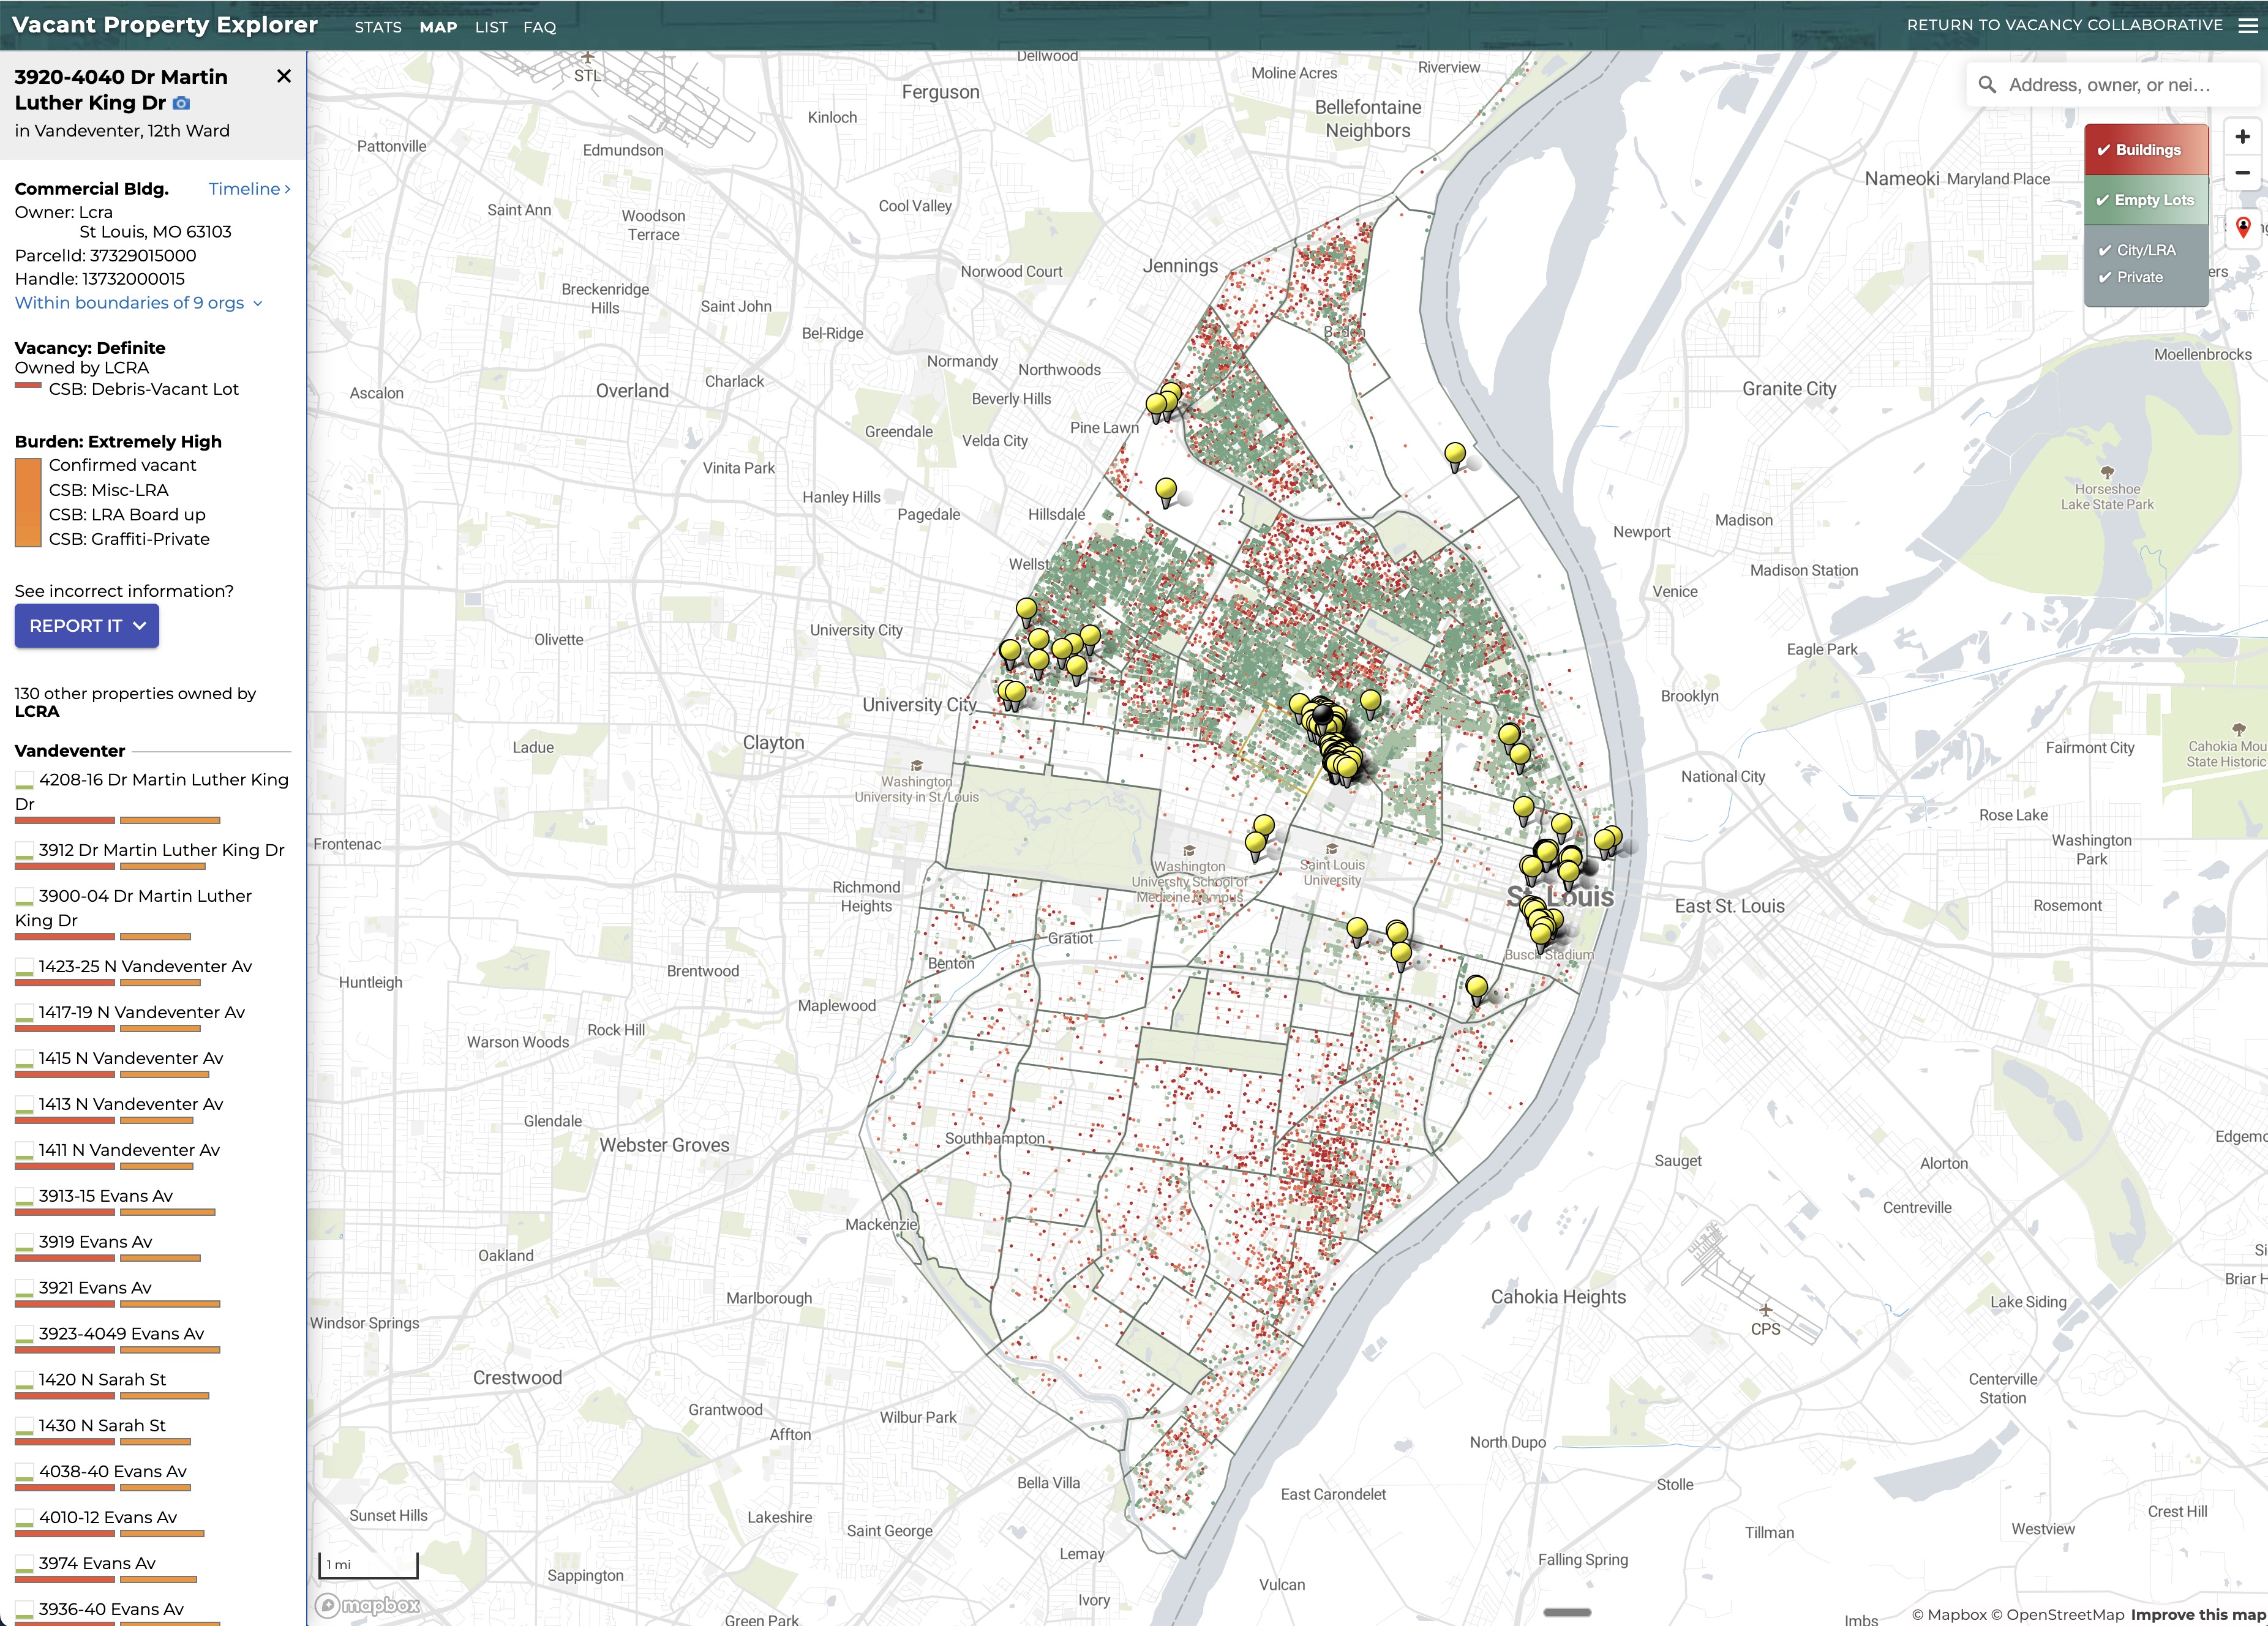 Vacant Property Explorer
STATS MAP LIST FAQ
RETURN TO VACANCY COLLABORATIVE
3920-4040 Dr Martin
Luther King Dr
in Vandeventer, 12th Ward
Commercial Bldg.
Timeline ›
Owner: Lcra
St Louis, MO 63103
ParcelId: 37329015000
Handle: 13732000015
Within boundaries of 9 orgs
Vacancy: Definite
Owned by LCRA
CSB: Debris-Vacant Lot
Burden: Extremely High
Confirmed vacant
CSB: Misc-LRA
CSB: LRA Board up
CSB: Graffiti-Private
See incorrect information?
REPORT IT
130 other properties owned by
LCRA
Vandeventer
4208-16 Dr Martin Luther King
Dr
3912 Dr Martin Luther King Dr
3900-04 Dr Martin Luther
King Dr
1423-25 N Vandeventer Av
1417-19 N Vandeventer Av
1415 N Vandeventer Av
1413 N Vandeventer Av
1411 N Vandeventer Av
3913-15 Evans Av
3919 Evans Av
3921 Evans Av
3923-4049 Evans Av
1420 N Sarah St
1430 N Sarah St
4038-40 Evans Av
4010-12 Evans Av
3974 Evans Av
3936-40 Evans Av
Address, owner, or nei...
✔ Buildings
✔ Empty Lots
✔ City/LRA
✔ Private
Dellwood
STL
Moline Acres
Riverview
Ferguson
Bellefontaine
Neighbors
Kinloch
Pattonville
Edmundson
Nameoki
Maryland Place
Saint Ann
Woodson
Terrace
Cool Valley
Jennings
Norwood Court
Breckenridge
Hills
Saint John
Bel-Ridge
Baden
Moellenbrocks
Normandy
Northwoods
Charlack
Ascalon
Overland
Beverly Hills
Granite City
Greendale
Velda City
Pine Lawn
Vinita Park
Hanley Hills
Pagedale
Hillsdale
Horseshoe
Lake State Park
Newport
Madison
Wellst
Madison Station
Venice
Olivette
University City
Eagle Park
Brooklyn
University City
Ladue
Clayton
Fairmont City
Cahokia Mou
State Historic
Washington
University in St. Louis
National City
Rose Lake
Frontenac
Washington
Park
Washington
University School of
Medicine Campus
Saint Louis
University
Richmond
Heights
St. Louis
East St. Louis
Rosemont
Gratiot
Busch Stadium
Benton
Huntleigh
Brentwood
Maplewood
Rock Hill
Warson Woods
Glendale
Webster Groves
Southhampton
Edgemo
Sauget
Alorton
Centreville
Mackenzie
Oakland
Si
Briar H
Marlborough
Cahokia Heights
Lake Siding
Windsor Springs
CPS
Crestwood
Centerville
Station
Grantwood
Wilbur Park
Affton
North Dupo
Bella Villa
Stolle
East Carondelet
Sunset Hills
Lakeshire
Saint George
Crest Hill
Westview
Tillman
1 mi
Lemay
Falling Spring
Sappington
Vulcan
mapbox
Ivory
Green Park
Imbs
© Mapbox © OpenStreetMap Improve this map